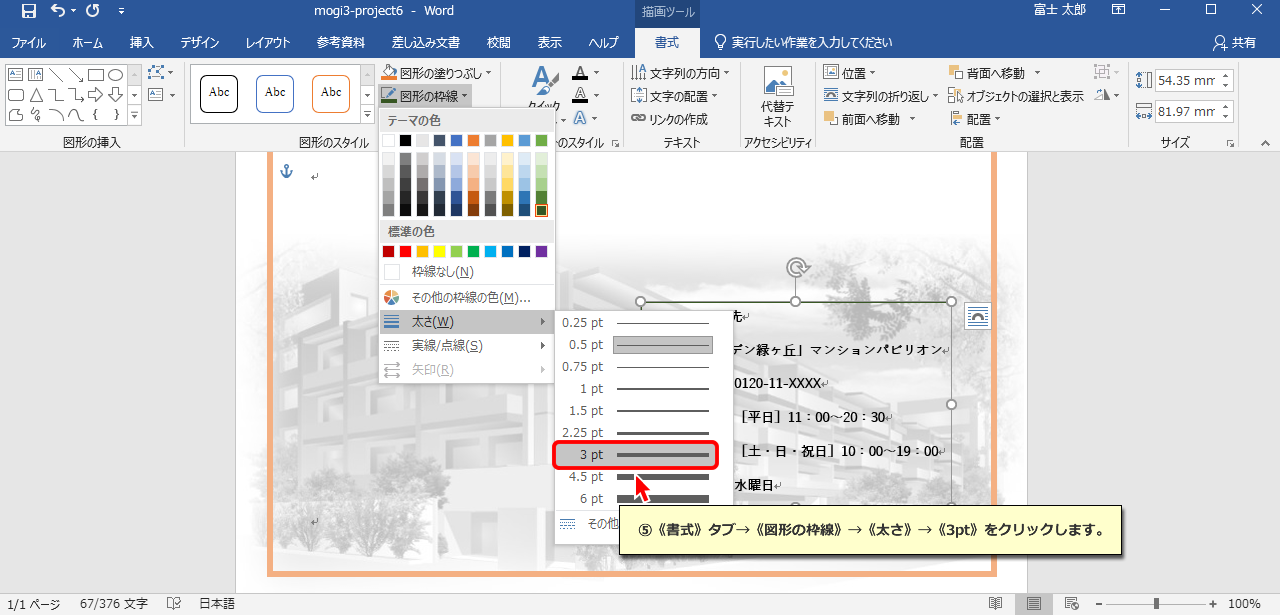 mogi3-project6 - Word
描画ツール
富士 太郎
ファイル ホーム 挿入 デザイン レイアウト 参考資料 差し込み文書 校閲 表示 ヘルプ 書式 実行したい作業を入力してください 共有
Abc Abc Abc
図形の塗りつぶし
図形の枠線
クイック
文字列の方向
文字の配置
リンクの作成
代替テ
キスト
位置
文字列の折り返し
前面へ移動
背面へ移動
オブジェクトの選択と表示
配置
54.35 mm
81.97 mm
図形の挿入 図形のスタイル のスタイル テキスト アクセシビリティ 配置 サイズ
テーマの色
標準の色
枠線なし(N)
その他の枠線の色(M)...
太さ(W)
実線/点線(S)
矢印(R)
0.25 pt
0.5 pt
0.75 pt
1 pt
1.5 pt
2.25 pt
3 pt
4.5 pt
6 pt
その他
先
デン緑ヶ丘」マンションパビリオン
0120-11-XXXX
［平日］11：00～20：30
［土・日・祝日］10：00～19：00
水曜日
⑤《書式》タブ→《図形の枠線》→《太さ》→《3pt》をクリックします。
1/1 ページ 67/376 文字 日本語 100%